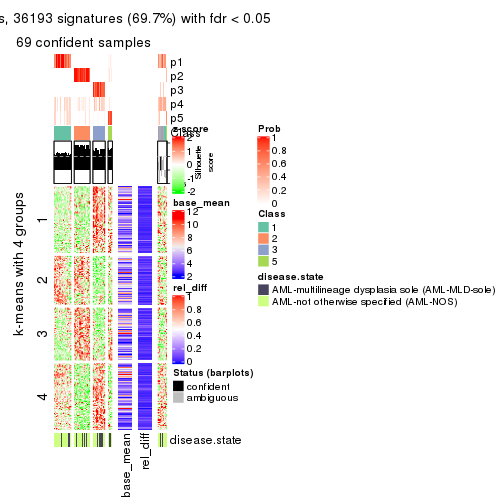 s, 36193 signatures (69.7%) with fdr < 0.05
69 confident samples
p1
p2
p3
p4
p5
Class
z-score
2
1
0
-1
-2
Silhouette
score
base_mean
12
10
8
6
4
2
rel_diff
1
0.8
0.6
0.4
0.2
0
Status (barplots)
confident
ambiguous
Prob
1
0.8
0.6
0.4
0.2
0
Class
1
2
3
5
disease.state
AML-multilineage dysplasia sole (AML-MLD-sole)
AML-not otherwise specified (AML-NOS)
k-means with 4 groups
1
2
3
4
disease.state
base_mean
rel_diff